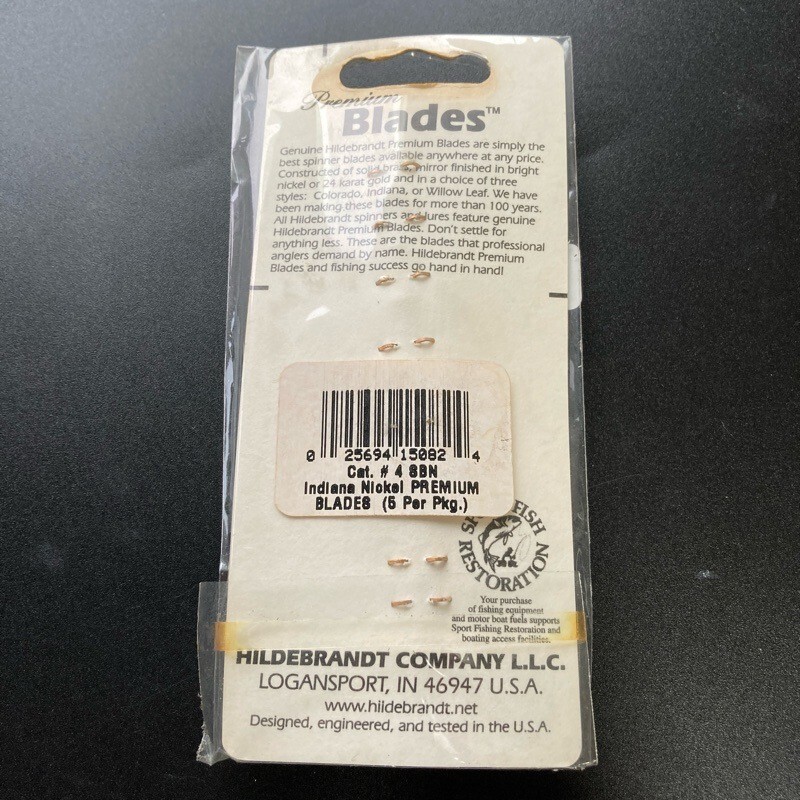 Premium
Blades™
Genuine Hildebrandt Premium Blades are simply the
best spinner blades available anywhere at any price.
Constructed of solid brass mirror finished in bright
nickel or 24 karat gold and in a choice of three
styles: Colorado, Indiana, or Willow Leaf. We have
been making these blades for more than 100 years.
All Hildebrandt spinners and lures feature genuine
Hildebrandt Premium Blades. Don't settle for
anything less. These are the blades that professional
anglers demand by name. Hildebrandt Premium
Blades and fishing success go hand in hand!
0 25694 15082 4
Cat. # 4 SBN
Indiana Nickel PREMIUM
BLADES (5 Per Pkg.)
FISH
RESTORATION
Your purchase
of fishing equipment
and motor boat fuels supports
Sport Fishing Restoration and
boating access facilities.
HILDEBRANDT COMPANY L.L.C.
LOGANSPORT, IN 46947 U.S.A.
www.hildebrandt.net
Designed, engineered, and tested in the U.S.A.